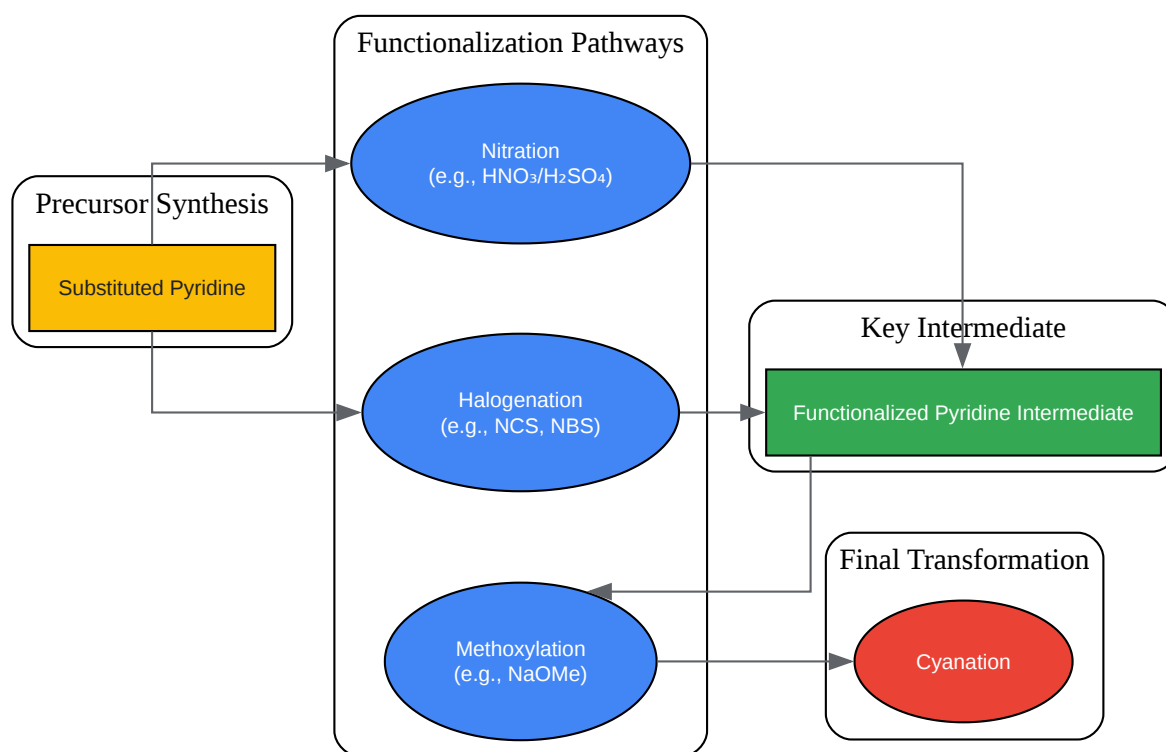 Functionalization Pathways
Nitration
(e.g., HNO₃/H₂SO₄)
Precursor Synthesis
Substituted Pyridine
Key Intermediate
Halogenation
(e.g., NCS, NBS)
Functionalized Pyridine Intermediate
Final Transformation
Methoxylation
(e.g., NaOMe)
Cyanation